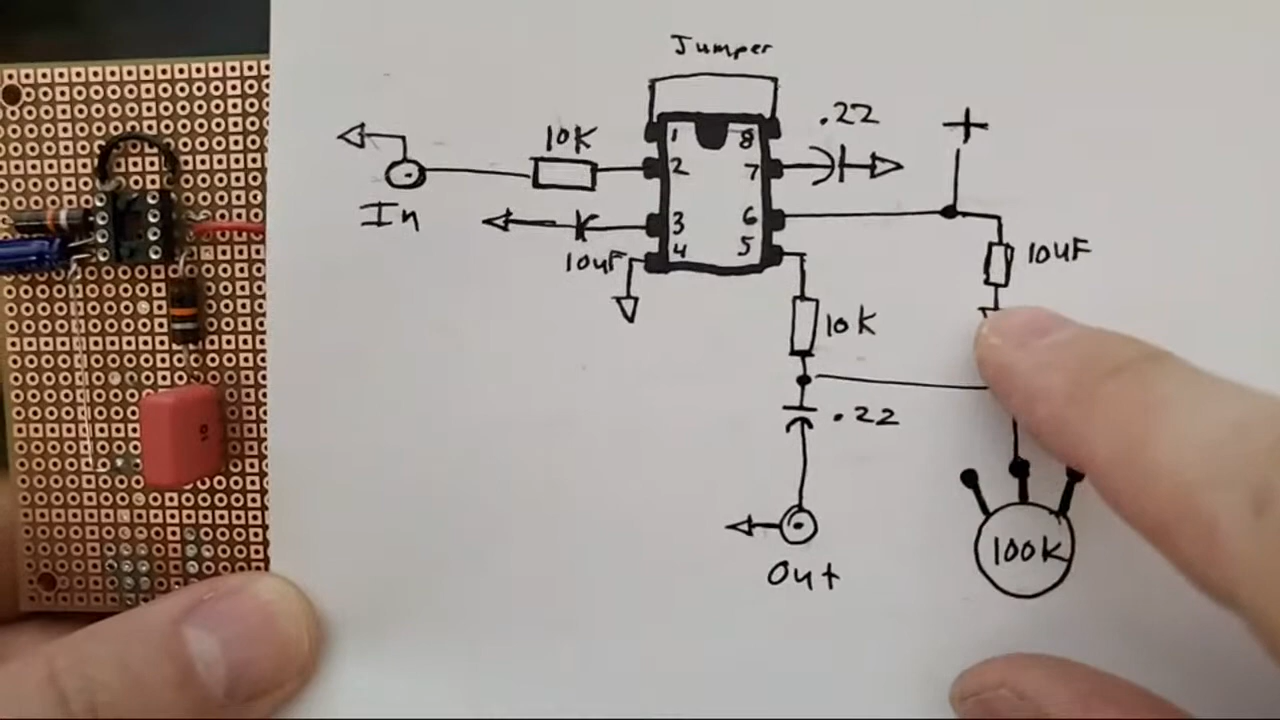 Jumper
.22
10K
1 8
2 7
In
3 6
10uF
4 5
10uF
10K
.22
100K
Out